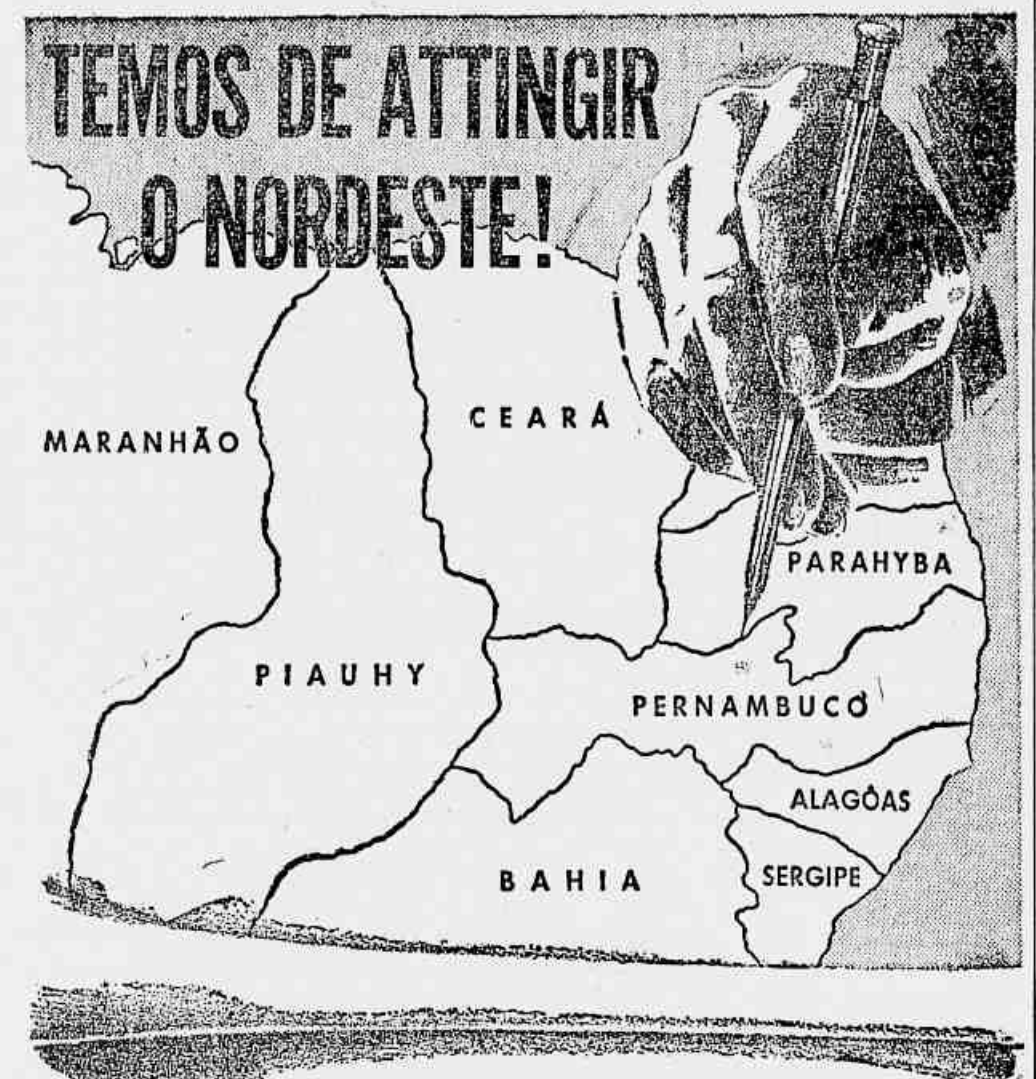 TEMOS DE ATTINGIR
O NORDESTE!
CEARÁ
MARANHÃO
PARAHYBA
PIAUHY
PERNAMBUCO
ALAGÔAS
SERGIPE
BAHIA